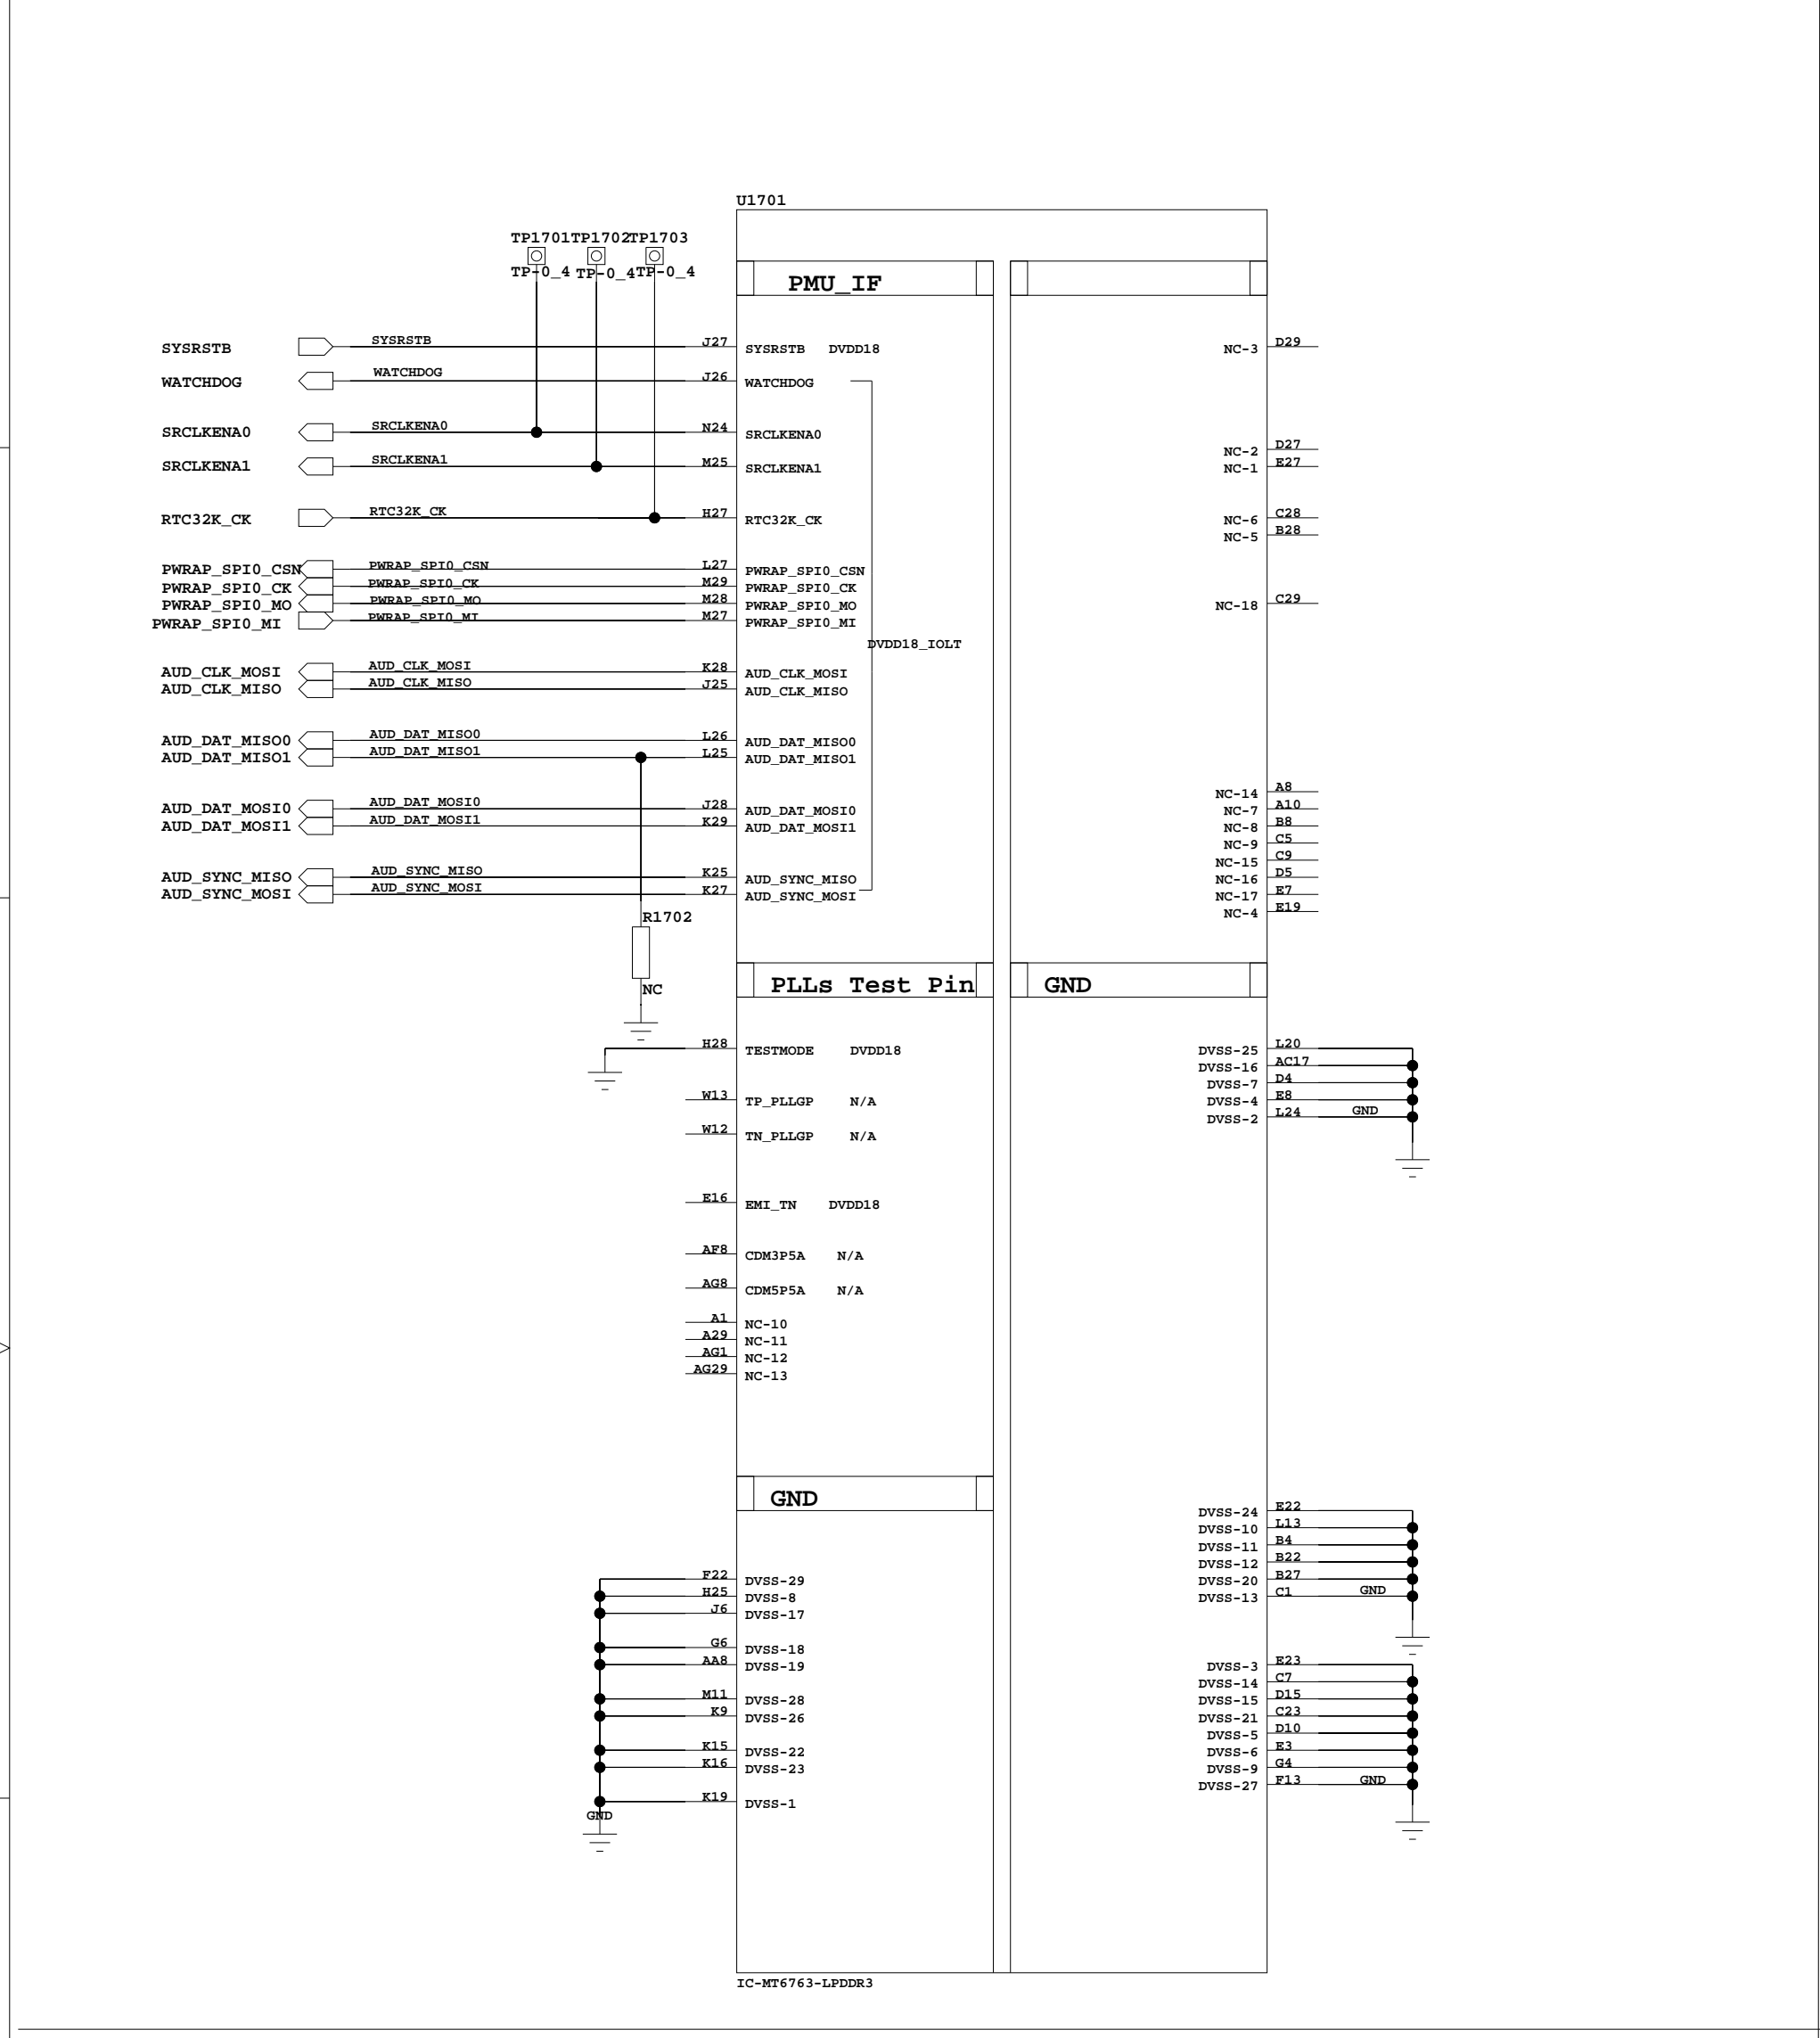 U1701
TP1701 TP1702 TP1703
TP-0_4 TP-0_4 TP-0_4
PMU_IF
SYSRSTB SYSRSTB J27 SYSRSTB DVDD18 NC-3 D29
WATCHDOG WATCHDOG J26 WATCHDOG
SRCLKENA0 SRCLKENA0 N24 SRCLKENA0
NC-2 D27
SRCLKENA1 SRCLKENA1 M25 SRCLKENA1 NC-1 E27
RTC32K_CK RTC32K_CK H27 RTC32K_CK NC-6 C28
NC-5 B28
PWRAP_SPI0_CSN PWRAP_SPI0_CSN L27 PWRAP_SPI0_CSN
PWRAP_SPI0_CK PWRAP_SPI0_CK M29 PWRAP_SPI0_CK
PWRAP_SPI0_MO PWRAP_SPI0_MO M28 PWRAP_SPI0_MO NC-18 C29
PWRAP_SPI0_MI PWRAP_SPI0_MI M27 PWRAP_SPI0_MI
DVDD18_IOLT
AUD_CLK_MOSI AUD_CLK_MOSI K28 AUD_CLK_MOSI
AUD_CLK_MISO AUD_CLK_MISO J25 AUD_CLK_MISO
AUD_DAT_MISO0 AUD_DAT_MISO0 L26 AUD_DAT_MISO0
AUD_DAT_MISO1 AUD_DAT_MISO1 L25 AUD_DAT_MISO1
NC-14 A8
AUD_DAT_MOSI0 AUD_DAT_MOSI0 J28 AUD_DAT_MOSI0 NC-7 A10
AUD_DAT_MOSI1 AUD_DAT_MOSI1 K29 AUD_DAT_MOSI1 NC-8 B8
NC-9 C5
NC-15 C9
AUD_SYNC_MISO AUD_SYNC_MISO K25 AUD_SYNC_MISO NC-16 D5
AUD_SYNC_MOSI AUD_SYNC_MOSI K27 AUD_SYNC_MOSI NC-17 E7
NC-4 E19
R1702
NC
PLLs Test Pin GND
H28 TESTMODE DVDD18 DVSS-25 L20
DVSS-16 AC17
DVSS-7 D4
W13 TP_PLLGP N/A DVSS-4 E8
DVSS-2 L24 GND
W12 TN_PLLGP N/A
E16 EMI_TN DVDD18
AF8 CDM3P5A N/A
AG8 CDM5P5A N/A
A1 NC-10
A29 NC-11
AG1 NC-12
AG29 NC-13
GND
DVSS-24 E22
DVSS-10 L13
DVSS-11 B4
DVSS-12 B22
F22 DVSS-29 DVSS-20 B27
H25 DVSS-8 DVSS-13 C1 GND
J6 DVSS-17
G6 DVSS-18
AA8 DVSS-19 DVSS-3 E23
DVSS-14 C7
M11 DVSS-28 DVSS-15 D15
K9 DVSS-26 DVSS-21 C23
DVSS-5 D10
K15 DVSS-22 DVSS-6 E3
K16 DVSS-23 DVSS-9 G4
DVSS-27 F13 GND
K19 DVSS-1
GND
IC-MT6763-LPDDR3